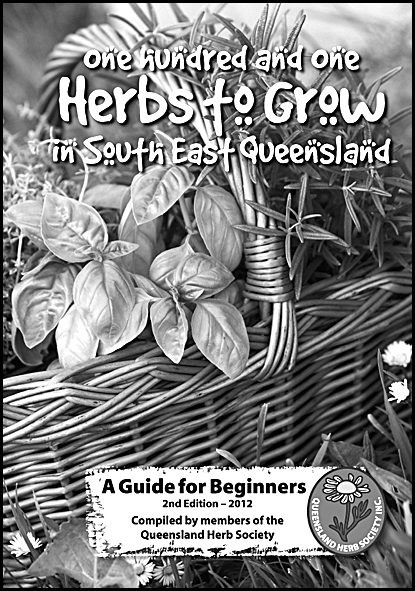 one hundred and one
Herbs to Grow
in South East Queensland
A Guide for Beginners
2nd Edition – 2012
Compiled by members of the
Queensland Herb Society
QUEENSLAND HERB SOCIETY INC.